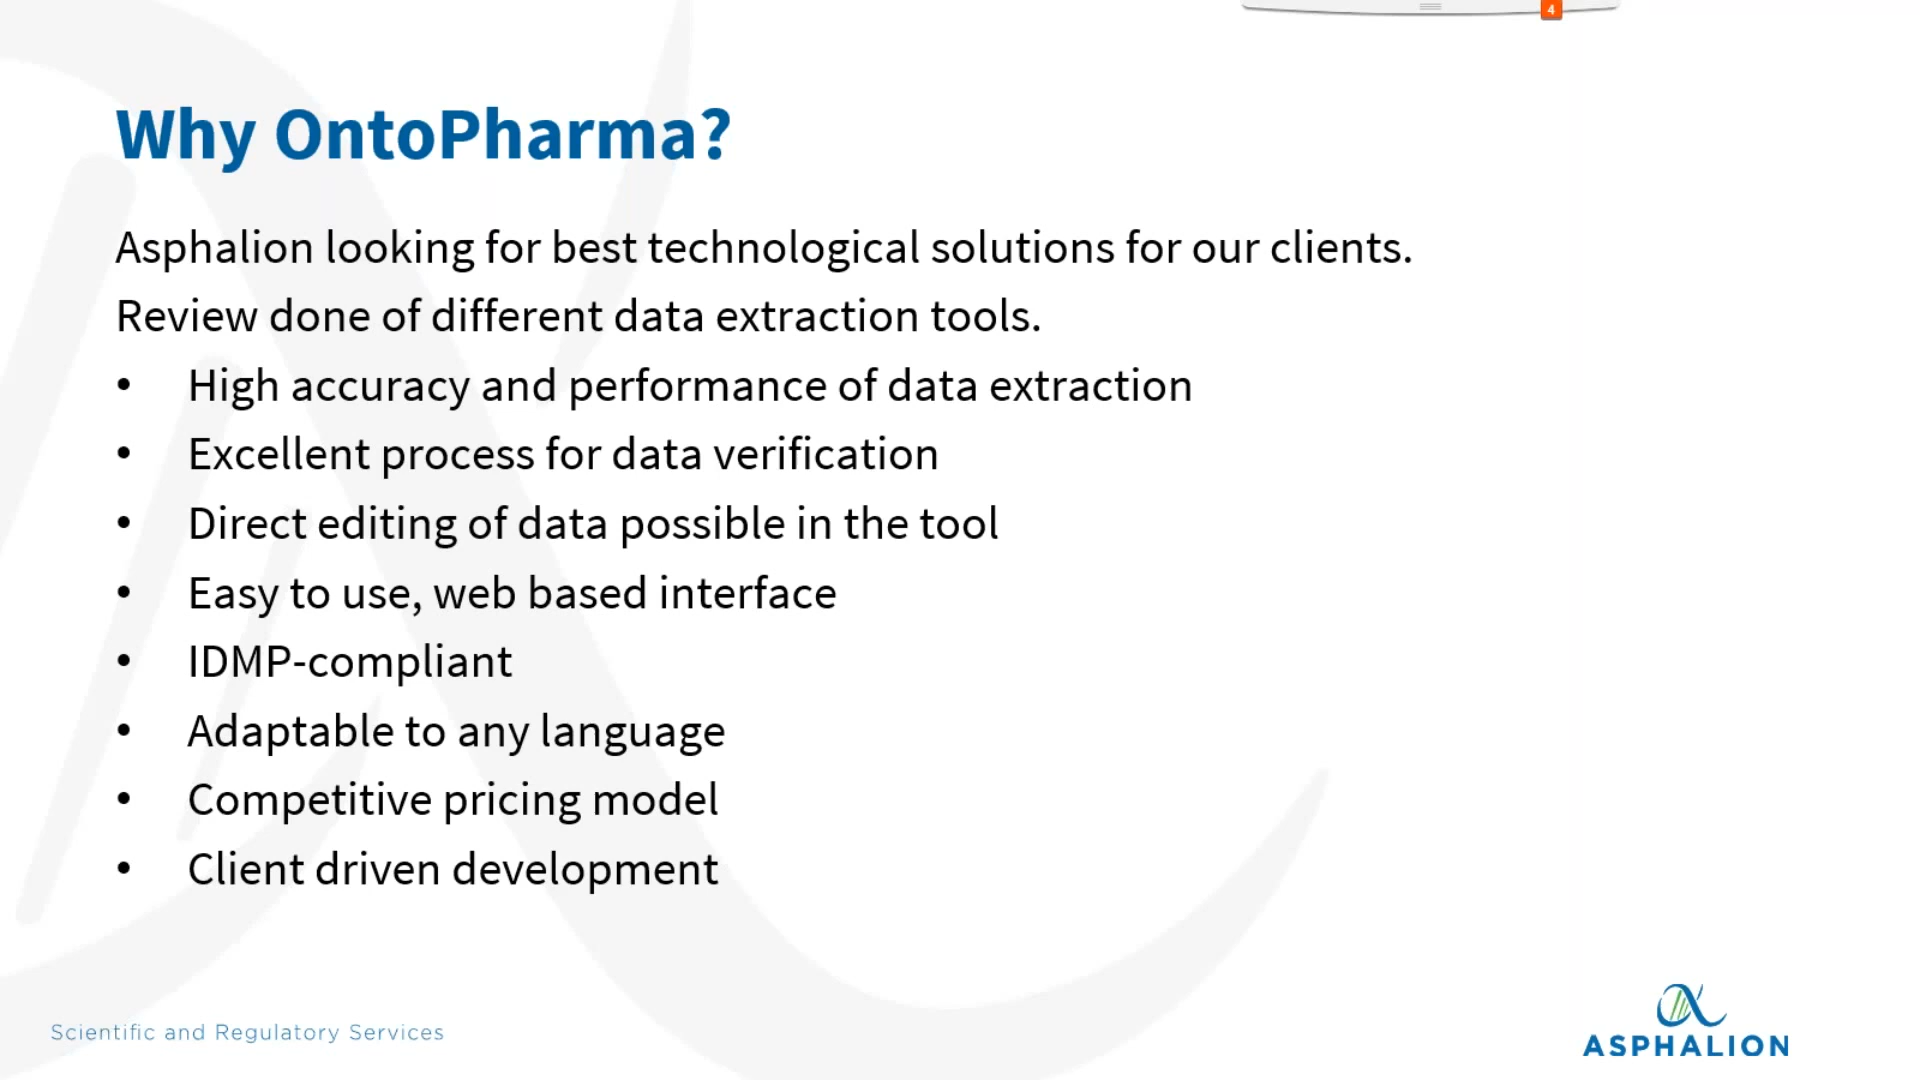 4
Why OntoPharma?
Asphalion looking for best technological solutions for our clients.
Review done of different data extraction tools.
• High accuracy and performance of data extraction
• Excellent process for data verification
• Direct editing of data possible in the tool
• Easy to use, web based interface
• IDMP-compliant
• Adaptable to any language
• Competitive pricing model
• Client driven development
Scientific and Regulatory Services
ASPHALION